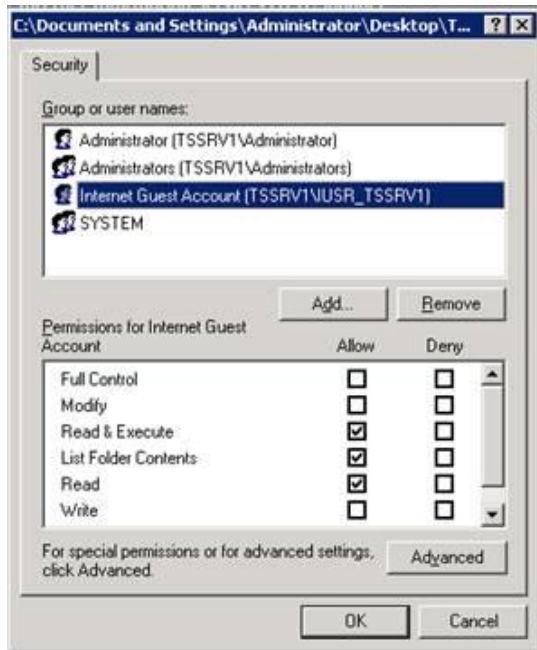 C:\Documents and Settings\Administrator\Desktop\T... ? X
Security
Group or user names:
Administrator (TSSRV1\Administrator)
Administrators (TSSRV1\Administrators)
Internet Guest Account (TSSRV1\IUSR_TSSRV1)
SYSTEM
Add... Remove
Permissions for Internet Guest
Account Allow Deny
Full Control
Modify
Read & Execute
List Folder Contents
Read
Write
For special permissions or for advanced settings, Advanced
click Advanced.
OK Cancel